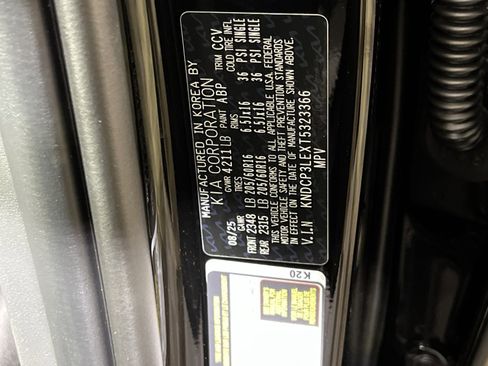 MANUFACTURED IN KOREA BY
KIA CORPORATION
08/25 GVWR 4211LB PAINT ABP TRIM CCV
GAWR TIRES RIMS COLD TIRE INFL
FRONT 2348 LB 205/60R16 6.5Jx16 36 PSI SINGLE
REAR 2315 LB 205/60R16 6.5Jx16 36 PSI SINGLE
THIS VEHICLE CONFORMS TO ALL APPLICABLE U.S.A. FEDERAL
MOTOR VEHICLE SAFETY AND THEFT PREVENTION STANDARDS
IN EFFECT ON THE DATE OF MANUFACTURE SHOWN ABOVE.
V.I.N KNDCP3LEXT5323366
MPV
K20